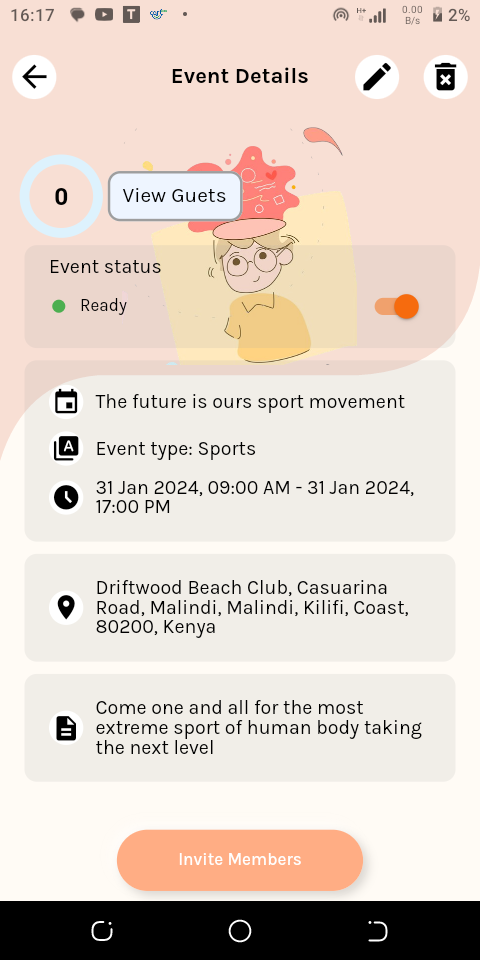 16:17 T H+ 0.00 B/s 2%
Event Details
0
View Guets
Event status
Ready
The future is ours sport movement
A
Event type: Sports
31 Jan 2024, 09:00 AM - 31 Jan 2024,
17:00 PM
Driftwood Beach Club, Casuarina
Road, Malindi, Malindi, Kilifi, Coast,
80200, Kenya
Come one and all for the most
extreme sport of human body taking
the next level
Invite Members